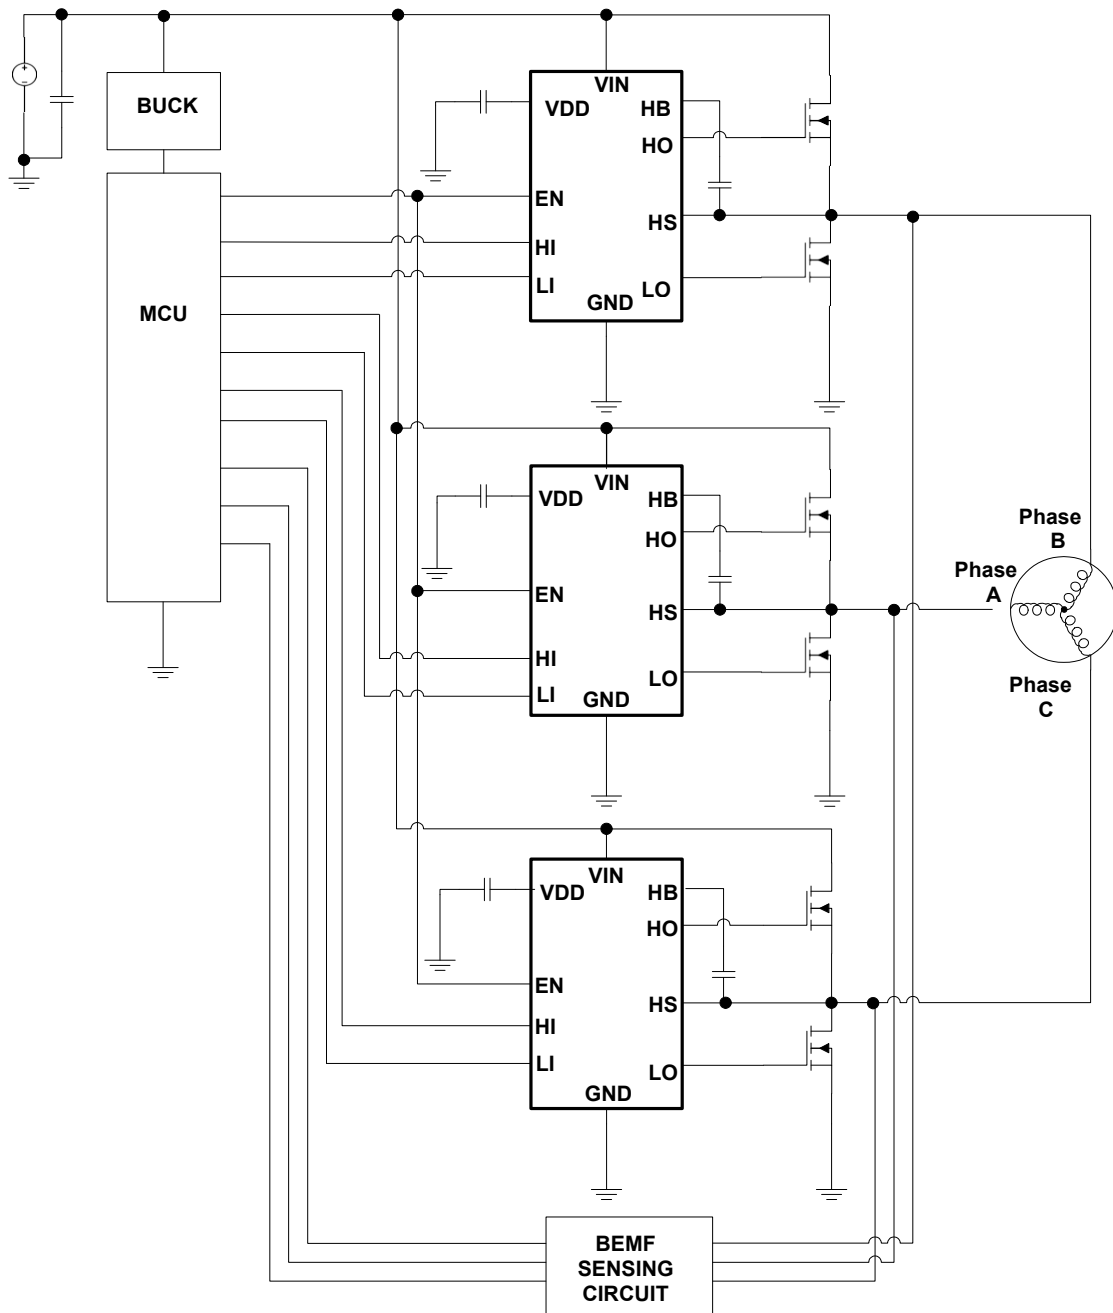 BUCK
MCU
VIN
VDD
HB
HO
EN
HS
HI
LI
LO
GND
VIN
VDD
HB
HO
EN
HS
HI
LI
LO
GND
Phase
B
Phase
A
Phase
C
VIN
VDD
HB
HO
EN
HS
HI
LI
LO
GND
BEMF
SENSING
CIRCUIT